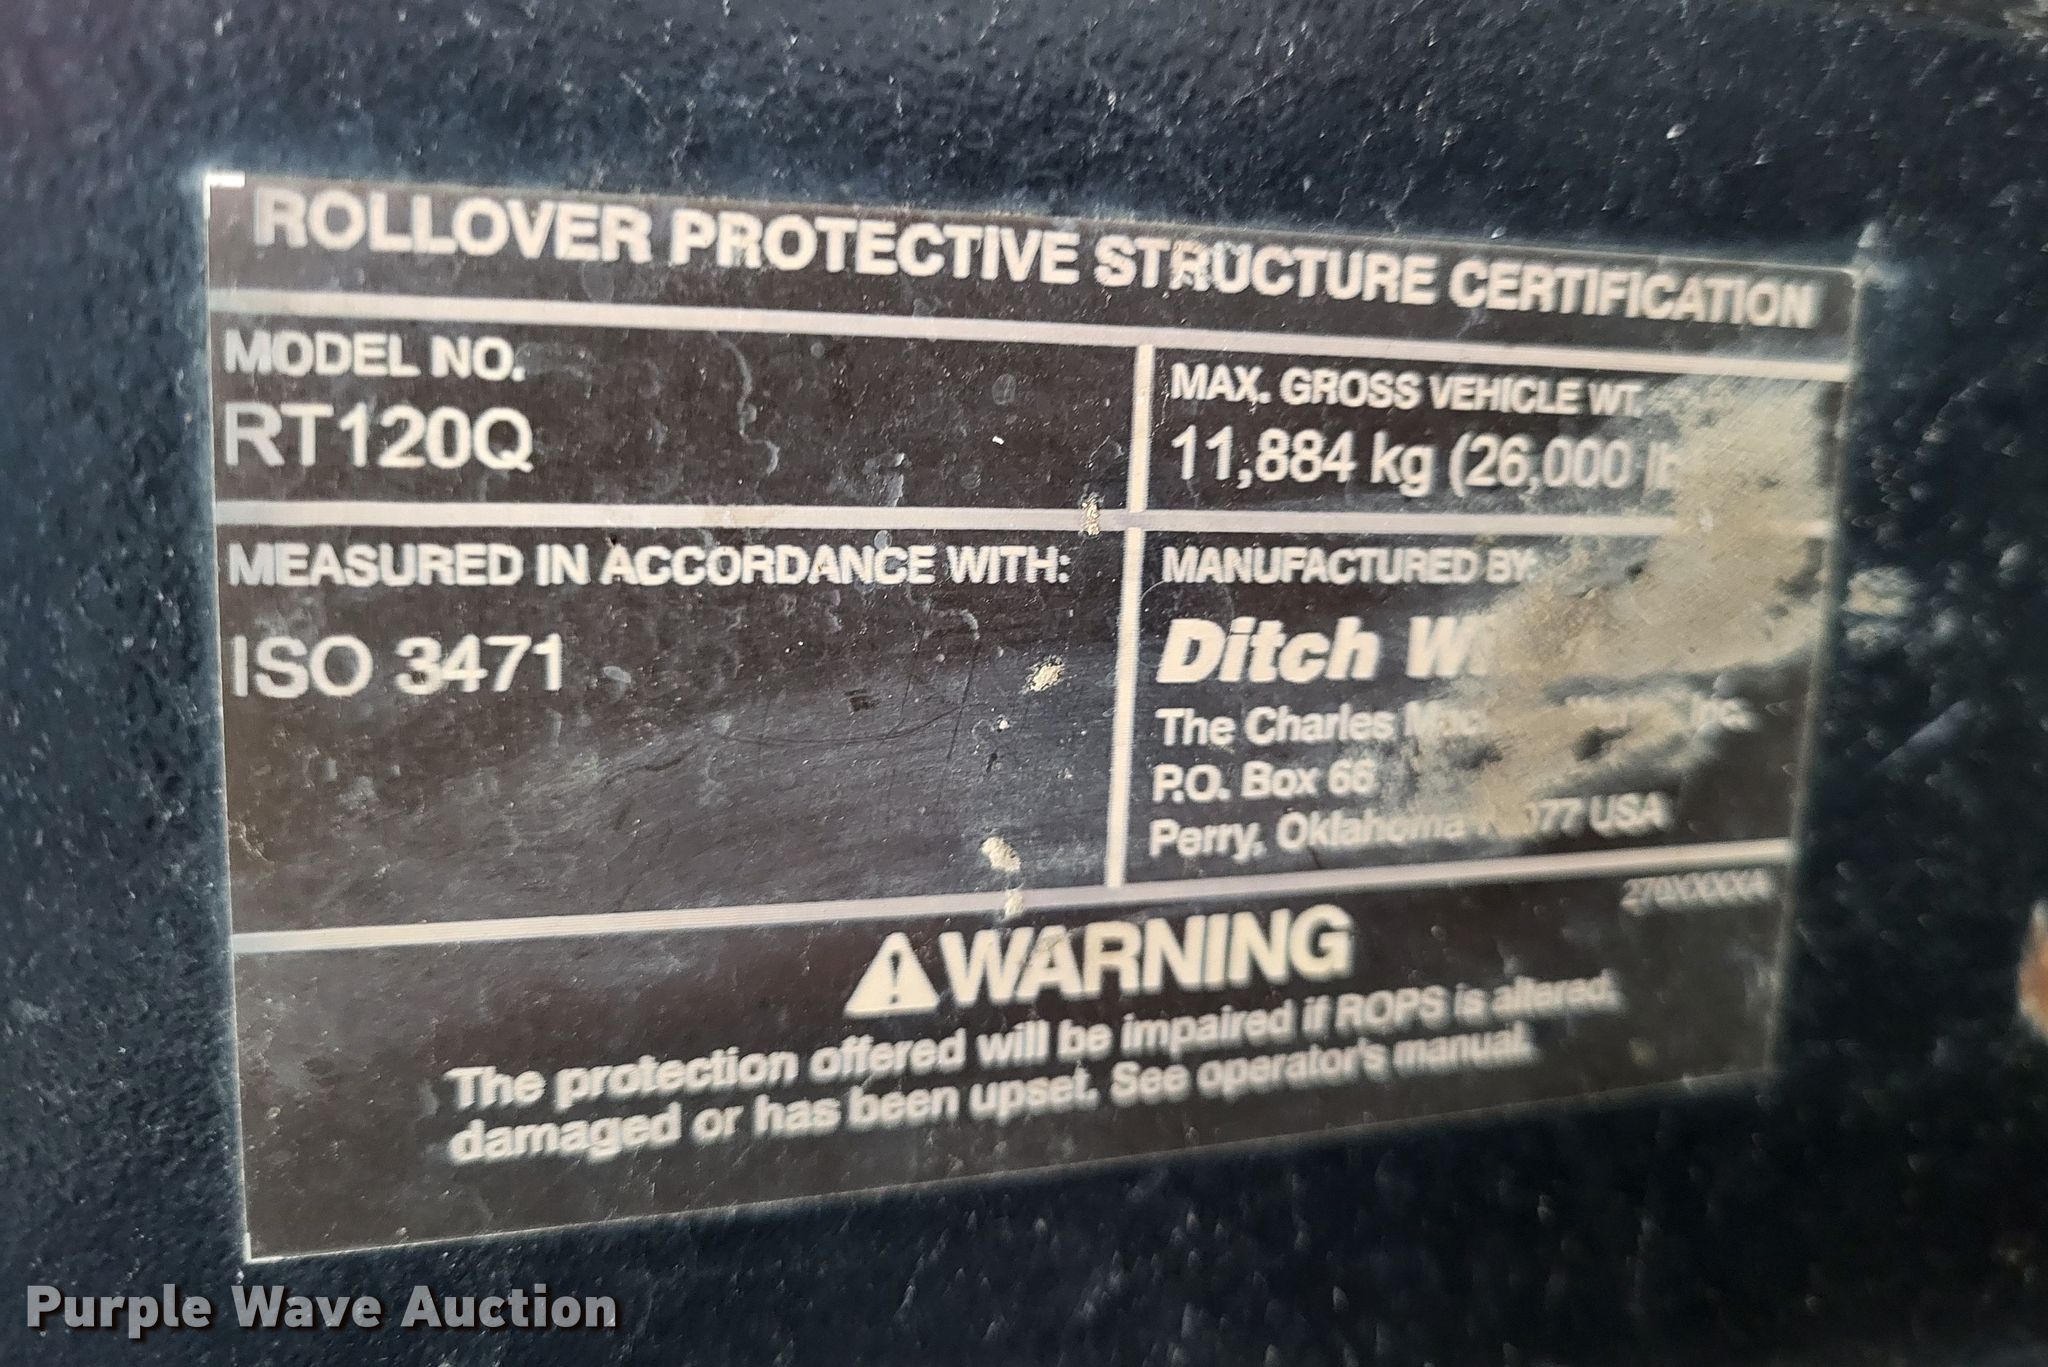 ROLLOVER PROTECTIVE STRUCTURE CERTIFICATION
MODEL NO.
RT120Q
MAX. GROSS VEHICLE WT.
11,884 kg (26,000
MEASURED IN ACCORDANCE WITH:
ISO 3471
MANUFACTURED BY:
Ditch
The Charles Inc.
P.O. Box 66
Perry, Oklahoma USA
WARNING
The protection offered will be impaired if ROPS is altered,
damaged or has been upset. See operator's manual.
Purple Wave Auction